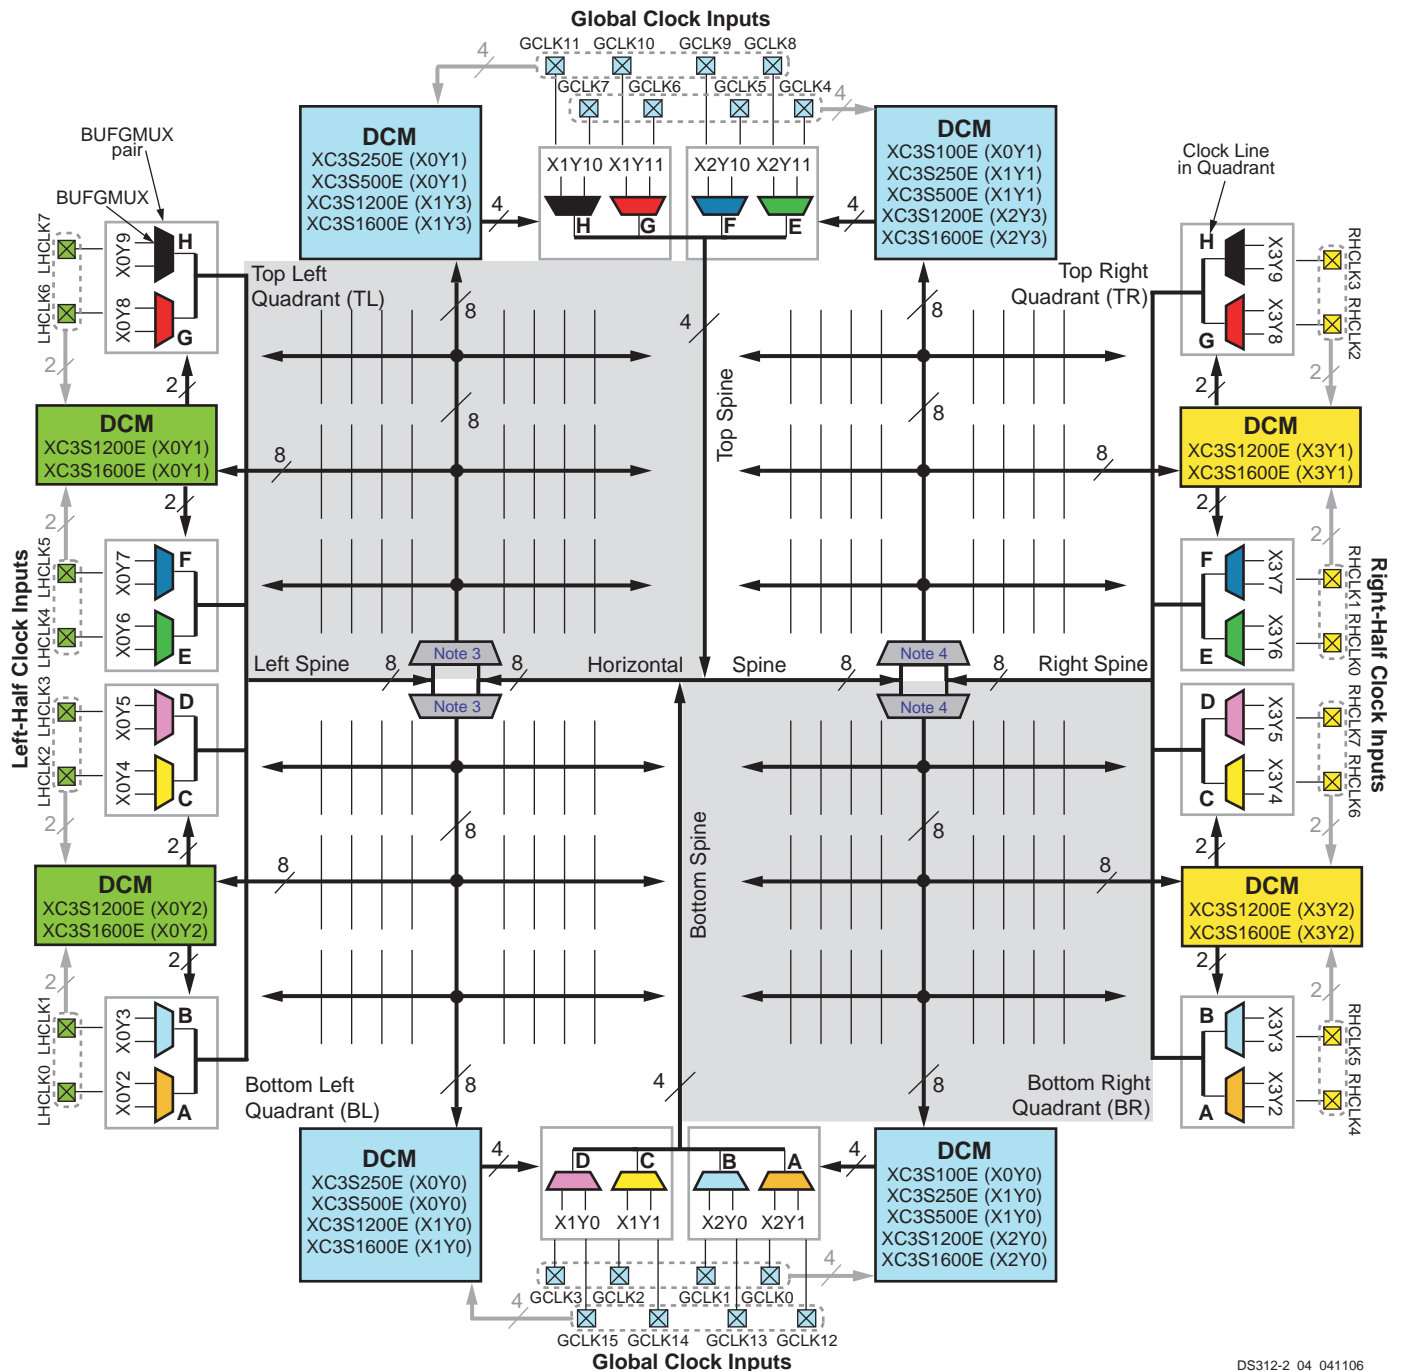 Global Clock Inputs
GCLK11 GCLK10 GCLK9 GCLK8
4
GCLK7 GCLK6 GCLK5 GCLK4
4
DCM
XC3S250E (X0Y1)
XC3S500E (X0Y1)
XC3S1200E (X1Y3)
XC3S1600E (X1Y3)
4
X1Y10 X1Y11
H G
X2Y10 X2Y11
F E
4
DCM
XC3S100E (X0Y1)
XC3S250E (X1Y1)
XC3S500E (X1Y1)
XC3S1200E (X2Y3)
XC3S1600E (X2Y3)
BUFGMUX
pair
BUFGMUX
Clock Line
in Quadrant
Left-Half Clock Inputs
LHCLK7
LHCLK6
X0Y9
X0Y8
H
G
2
2
DCM
XC3S1200E (X0Y1)
XC3S1600E (X0Y1)
8
2
2
LHCLK5
LHCLK4
X0Y7
X0Y6
F
E
LHCLK3
LHCLK2
X0Y5
X0Y4
D
C
2
2
DCM
XC3S1200E (X0Y2)
XC3S1600E (X0Y2)
8
2
2
LHCLK1
LHCLK0
X0Y3
X0Y2
B
A
Top Left
Quadrant (TL)
8
8
4
Top Spine
Top Right
Quadrant (TR)
8
8
Note 3
Note 4
Left Spine
8
8
Horizontal
Spine
8
8
Right Spine
Note 3
Note 4
8
8
Bottom Spine
4
Bottom Left
Quadrant (BL)
8
8
Bottom Right
Quadrant (BR)
H
G
X3Y9
X3Y8
RHCLK3
RHCLK2
2
2
DCM
XC3S1200E (X3Y1)
XC3S1600E (X3Y1)
8
2
2
F
E
X3Y7
X3Y6
RHCLK1
RHCLK0
Right-Half Clock Inputs
D
C
X3Y5
X3Y4
RHCLK7
RHCLK6
2
2
DCM
XC3S1200E (X3Y2)
XC3S1600E (X3Y2)
8
2
2
B
A
X3Y3
X3Y2
RHCLK5
RHCLK4
DCM
XC3S250E (X0Y0)
XC3S500E (X0Y0)
XC3S1200E (X1Y0)
XC3S1600E (X1Y0)
4
D C
X1Y0 X1Y1
B A
X2Y0 X2Y1
4
DCM
XC3S100E (X0Y0)
XC3S250E (X1Y0)
XC3S500E (X1Y0)
XC3S1200E (X2Y0)
XC3S1600E (X2Y0)
4
GCLK3 GCLK2 GCLK1 GCLK0
4
GCLK15 GCLK14 GCLK13 GCLK12
Global Clock Inputs
DS312-2_04_041106